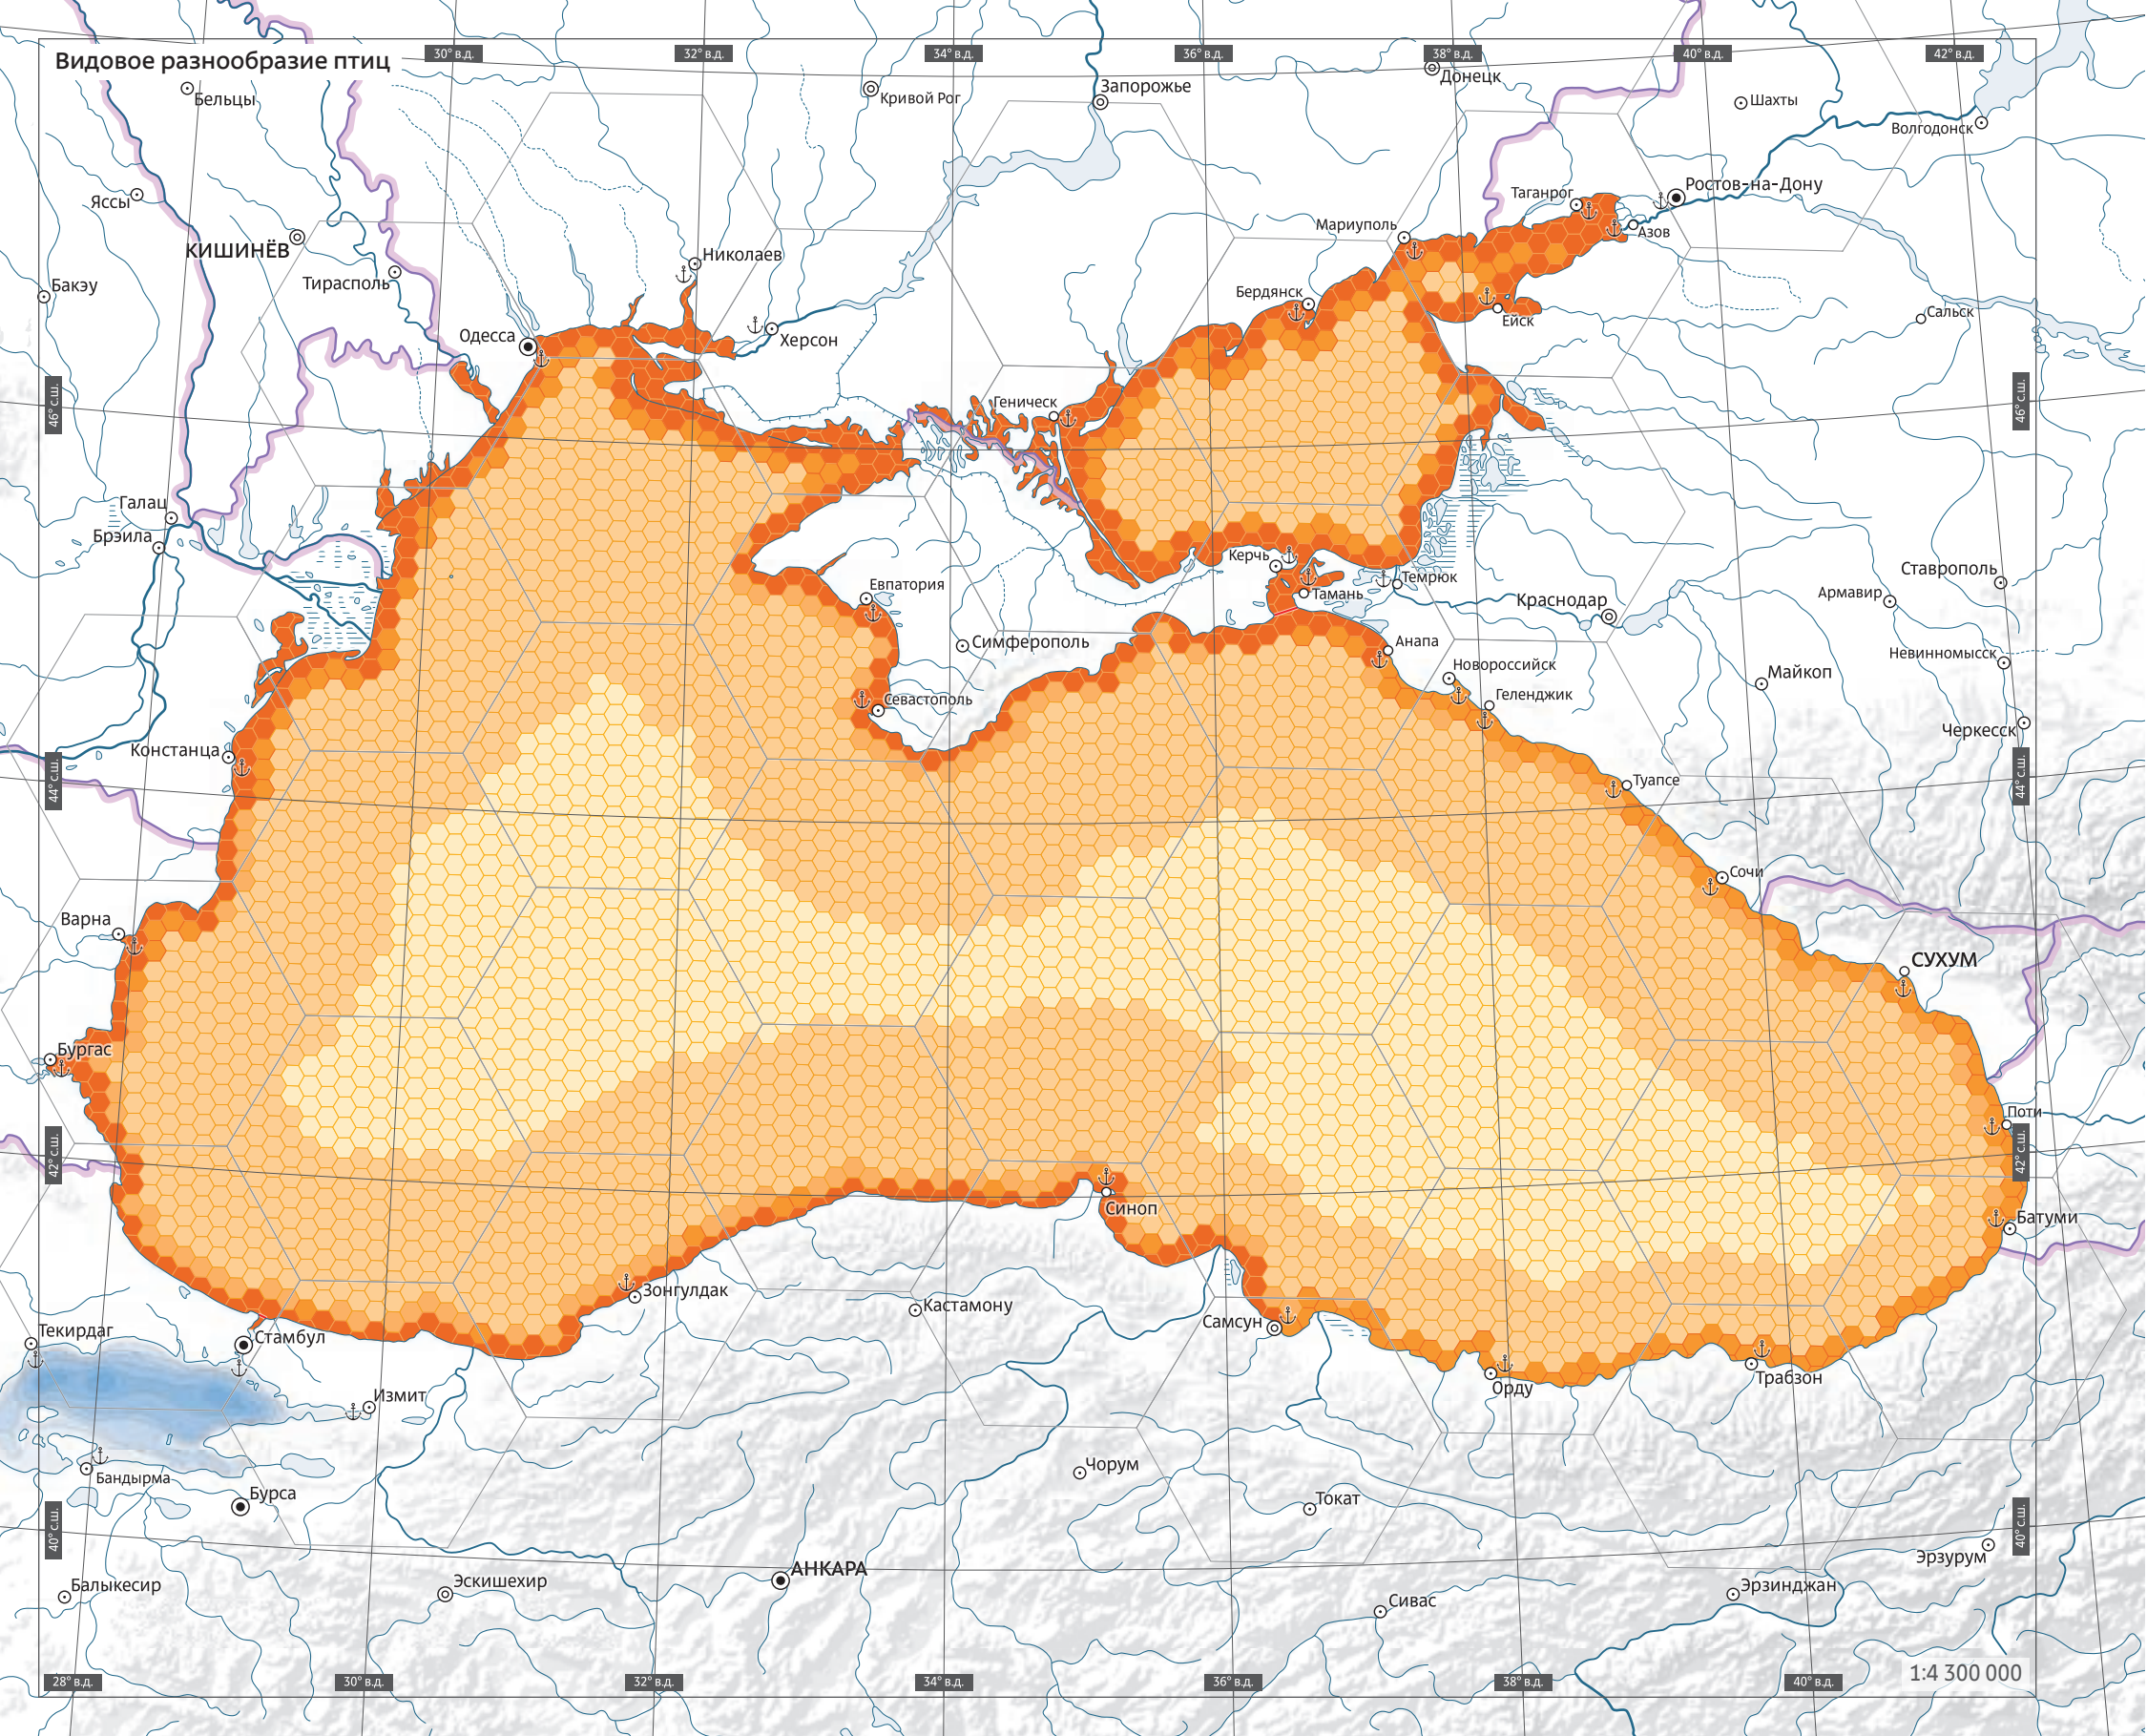 Видовое разнообразие птиц
30° в.д.
32° в.д.
34° в.д.
36° в.д.
38° в.д.
40° в.д.
42° в.д.
Бельцы
Кривой Рог
Запорожье
Донецк
Шахты
Волгодонск
Яссы
Таганрог
Ростов-на-Дону
Мариуполь
Азов
КИШИНЁВ
Николаев
Тирасполь
Бакэу
Бердянск
Ейск
Сальск
Одесса
Херсон
46° с.ш.
46° с.ш.
Геническ
Галац
Брэила
Керчь
Ставрополь
Евпатория
Темрюк
Тамань
Краснодар
Армавир
Симферополь
Анапа
Невинномысск
Новороссийск
Майкоп
Севастополь
Геленджик
Черкесск
Констанца
44° с.ш.
44° с.ш.
Туапсе
Сочи
Варна
СУХУМ
Бургас
Поти
42° с.ш.
42° с.ш.
Синоп
Батуми
Зонгулдак
Кастамону
Самсун
Текирдаг
Стамбул
Трабзон
Орду
Измит
Чорум
Бандырма
Бурса
Токат
40° с.ш.
40° с.ш.
Эрзурум
АНКАРА
Балыкесир
Эскишехир
Эрзинджан
Сивас
1:4 300 000
28° в.д.
30° в.д.
32° в.д.
34° в.д.
36° в.д.
38° в.д.
40° в.д.